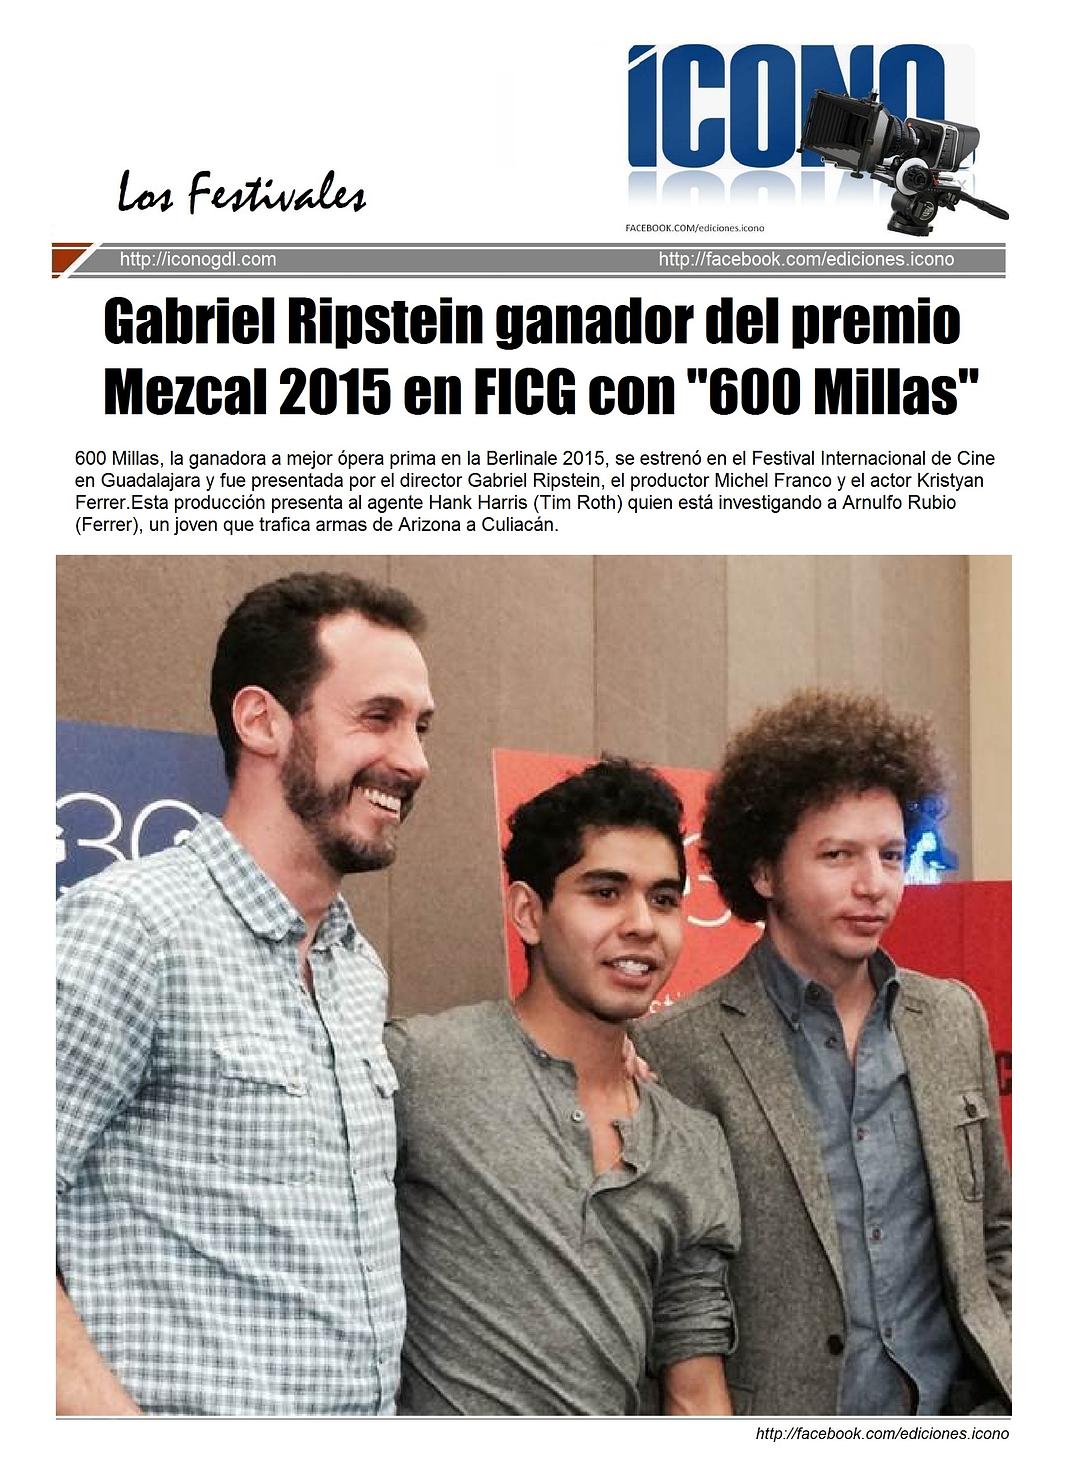 ÍCONO
FACEBOOK.COM/ediciones.icono
Los Festivales
http://iconogdl.com http://facebook.com/ediciones.icono
Gabriel Ripstein ganador del premio
Mezcal 2015 en FICG con "600 Millas"
600 Millas, la ganadora a mejor ópera prima en la Berlinale 2015, se estrenó en el Festival Internacional de Cine
en Guadalajara y fue presentada por el director Gabriel Ripstein, el productor Michel Franco y el actor Kristyan
Ferrer.Esta producción presenta al agente Hank Harris (Tim Roth) quien está investigando a Arnulfo Rubio
(Ferrer), un joven que trafica armas de Arizona a Culiacán.
30
http://facebook.com/ediciones.icono